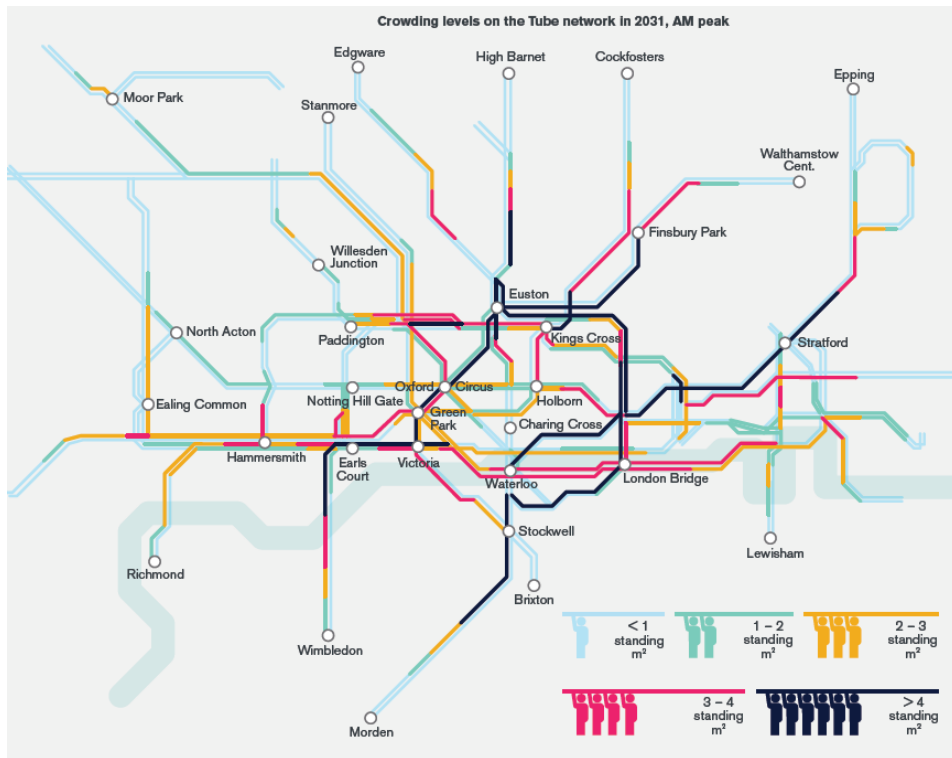 Crowding levels on the Tube network in 2031, AM peak
Edgware
High Barnet
Cockfosters
Epping
Moor Park
Stanmore
Walthamstow
Cent.
Finsbury Park
Willesden
Junction
Euston
North Acton
Paddington
Kings Cross
Stratford
Oxford Circus
Notting Hill Gate
Holborn
Ealing Common
Green
Park
Charing Cross
Hammersmith
Earls
Court
Victoria
Waterloo
London Bridge
Stockwell
Lewisham
Richmond
Brixton
Wimbledon
Morden
< 1
standing
m²
1 – 2
standing
m²
2 – 3
standing
m²
3 – 4
standing
m²
> 4
standing
m²